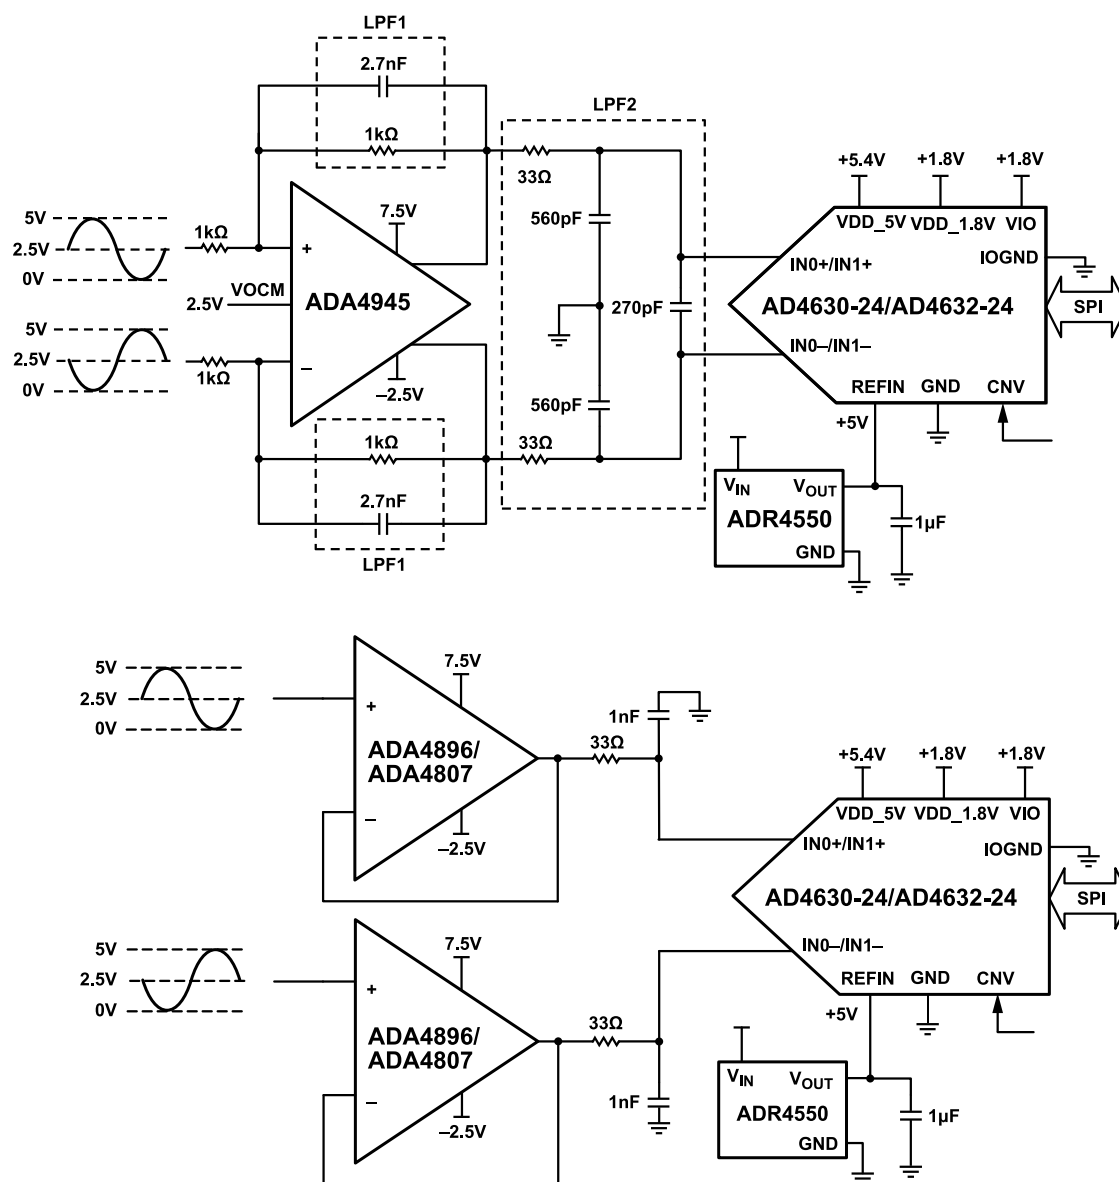 LPF1
2.7nF
1kΩ
LPF2
33Ω
5V
2.5V
0V
1kΩ
+
7.5V
VOCM
2.5V
ADA4945
560pF
270pF
5V
2.5V
0V
1kΩ
–
–2.5V
560pF
1kΩ
33Ω
2.7nF
LPF1
+5.4V
+1.8V
+1.8V
VDD_5V
VDD_1.8V
VIO
IN0+/IN1+
IOGND
AD4630-24/AD4632-24
SPI
IN0–/IN1–
REFIN
GND
CNV
+5V
VIN
VOUT
ADR4550
GND
1µF
5V
2.5V
0V
+
7.5V
ADA4896/
ADA4807
–
–2.5V
1nF
33Ω
5V
2.5V
0V
+
7.5V
ADA4896/
ADA4807
–
–2.5V
33Ω
1nF
+5.4V
+1.8V
+1.8V
VDD_5V
VDD_1.8V
VIO
IN0+/IN1+
IOGND
AD4630-24/AD4632-24
SPI
IN0–/IN1–
REFIN
GND
CNV
+5V
VIN
VOUT
ADR4550
GND
1µF